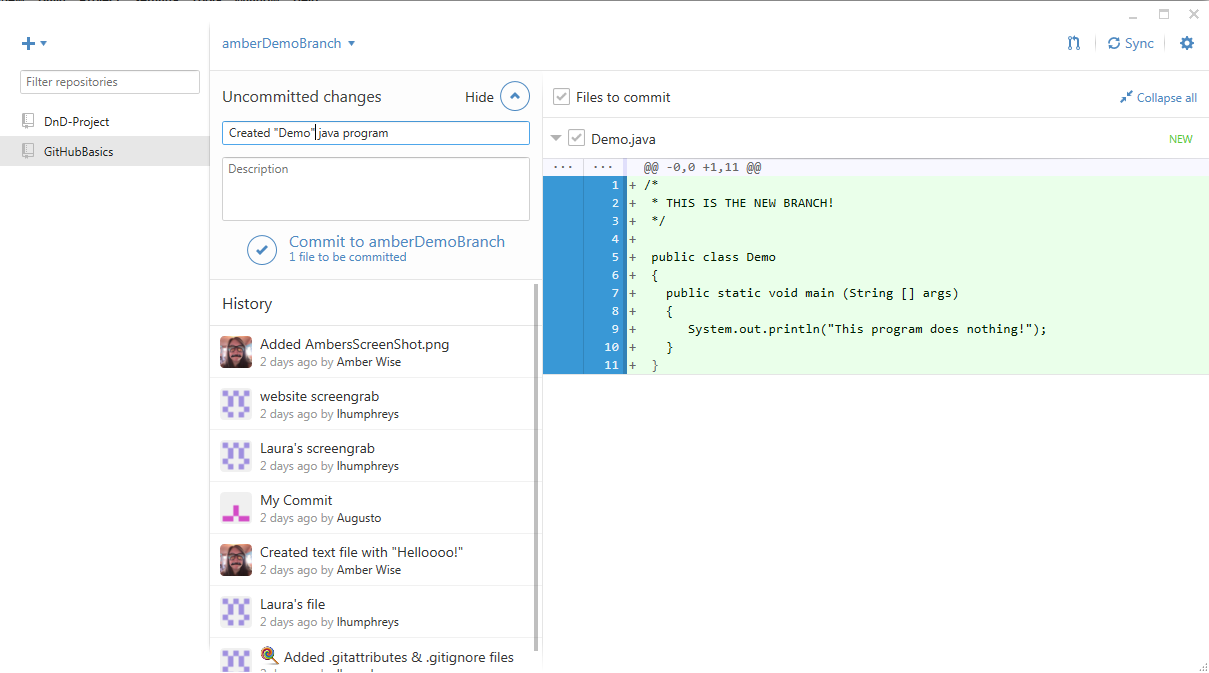 amberDemoBranch
Sync
Filter repositories
DnD-Project
GitHubBasics
Uncommitted changes
Hide
Created "Demo" java program
Description
Commit to amberDemoBranch
1 file to be committed
History
Added AmbersScreenShot.png
2 days ago by Amber Wise
website screengrab
2 days ago by lhumphreys
Laura's screengrab
2 days ago by lhumphreys
My Commit
2 days ago by Augusto
Created text file with "Helloooo!"
2 days ago by Amber Wise
Laura's file
2 days ago by lhumphreys
Added .gitattributes & .gitignore files
Files to commit
Collapse all
Demo.java
NEW
... ... @@ -0,0 +1,11 @@
1 + /*
2 + * THIS IS THE NEW BRANCH!
3 + */
4 +
5 + public class Demo
6 + {
7 + public static void main (String [] args)
8 + {
9 + System.out.println("This program does nothing!");
10 + }
11 + }